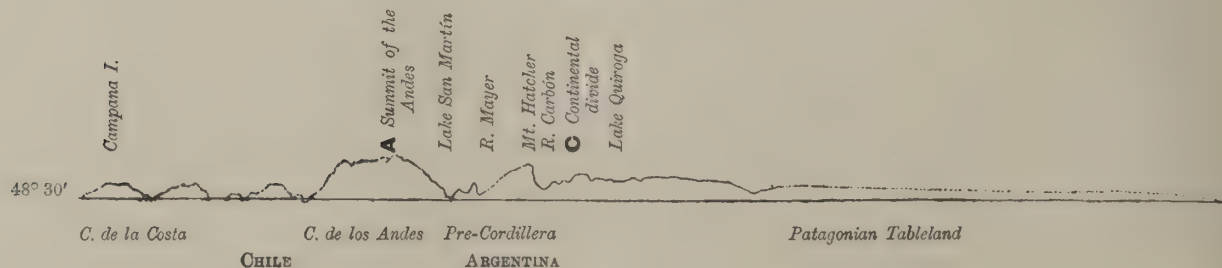 Campana I.
A Summit of the
Andes
Lake San Martín
R. Mayer
Mt. Hatcher
R. Carbón
C Continental
divide
Lake Quiroga
48° 30′
C. de la Costa C. de los Andes Pre-Cordillera Patagonian Tableland
CHILE ARGENTINA